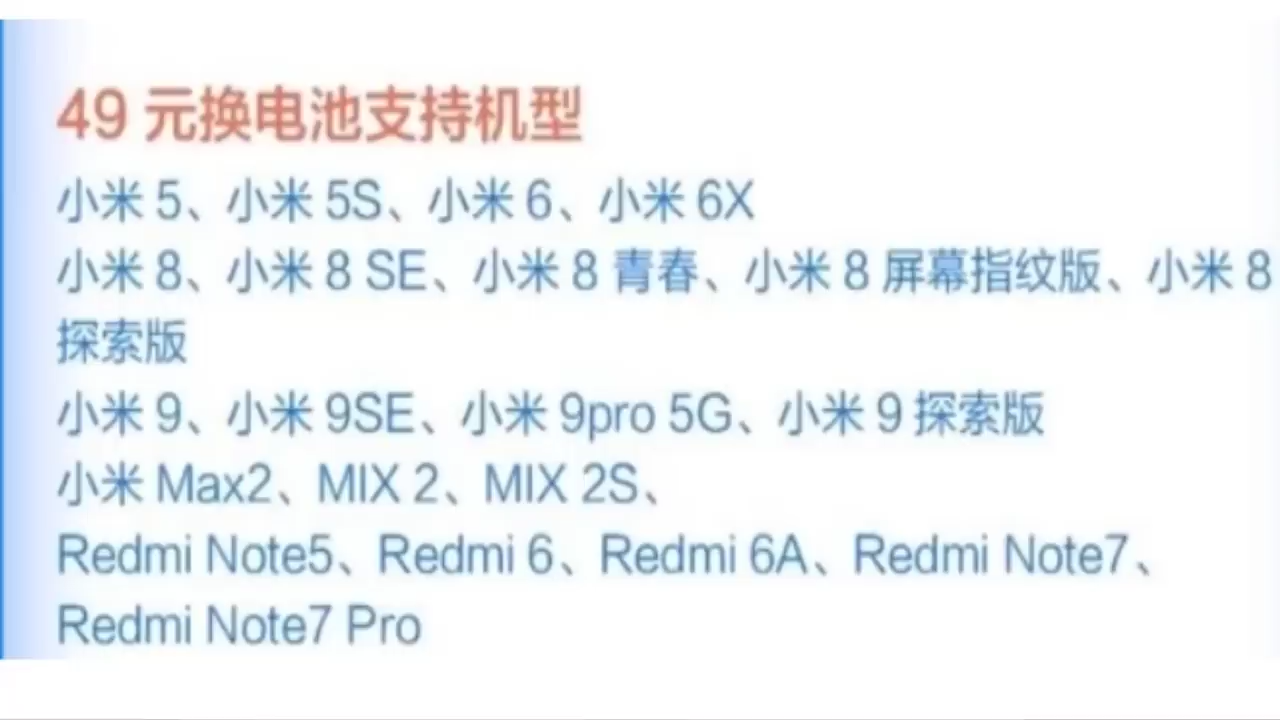 49 元换电池支持机型
小米 5、小米 5S、小米 6、小米 6X
小米 8、小米 8 SE、小米 8 青春、小米 8 屏幕指纹版、小米 8
探索版
小米 9、小米 9SE、小米 9pro 5G、小米 9 探索版
小米 Max2、MIX 2、MIX 2S、
Redmi Note5、Redmi 6、Redmi 6A、Redmi Note7、
Redmi Note7 Pro